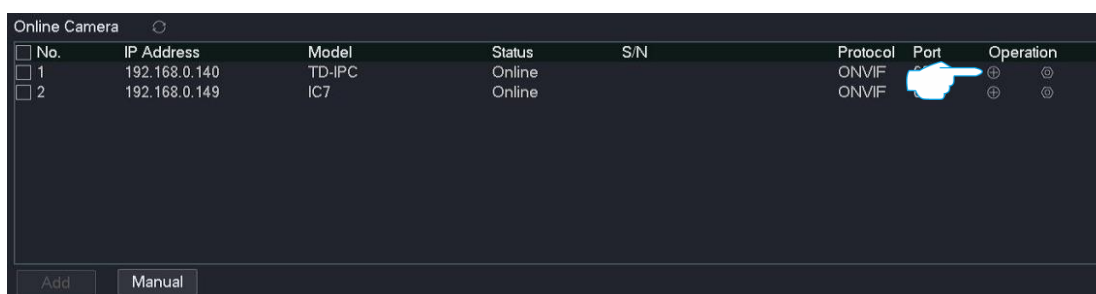 Online Camera
No. IP Address Model Status S/N Protocol Port Operation
1 192.168.0.140 TD-IPC Online ONVIF
2 192.168.0.149 IC7 Online ONVIF
Add Manual